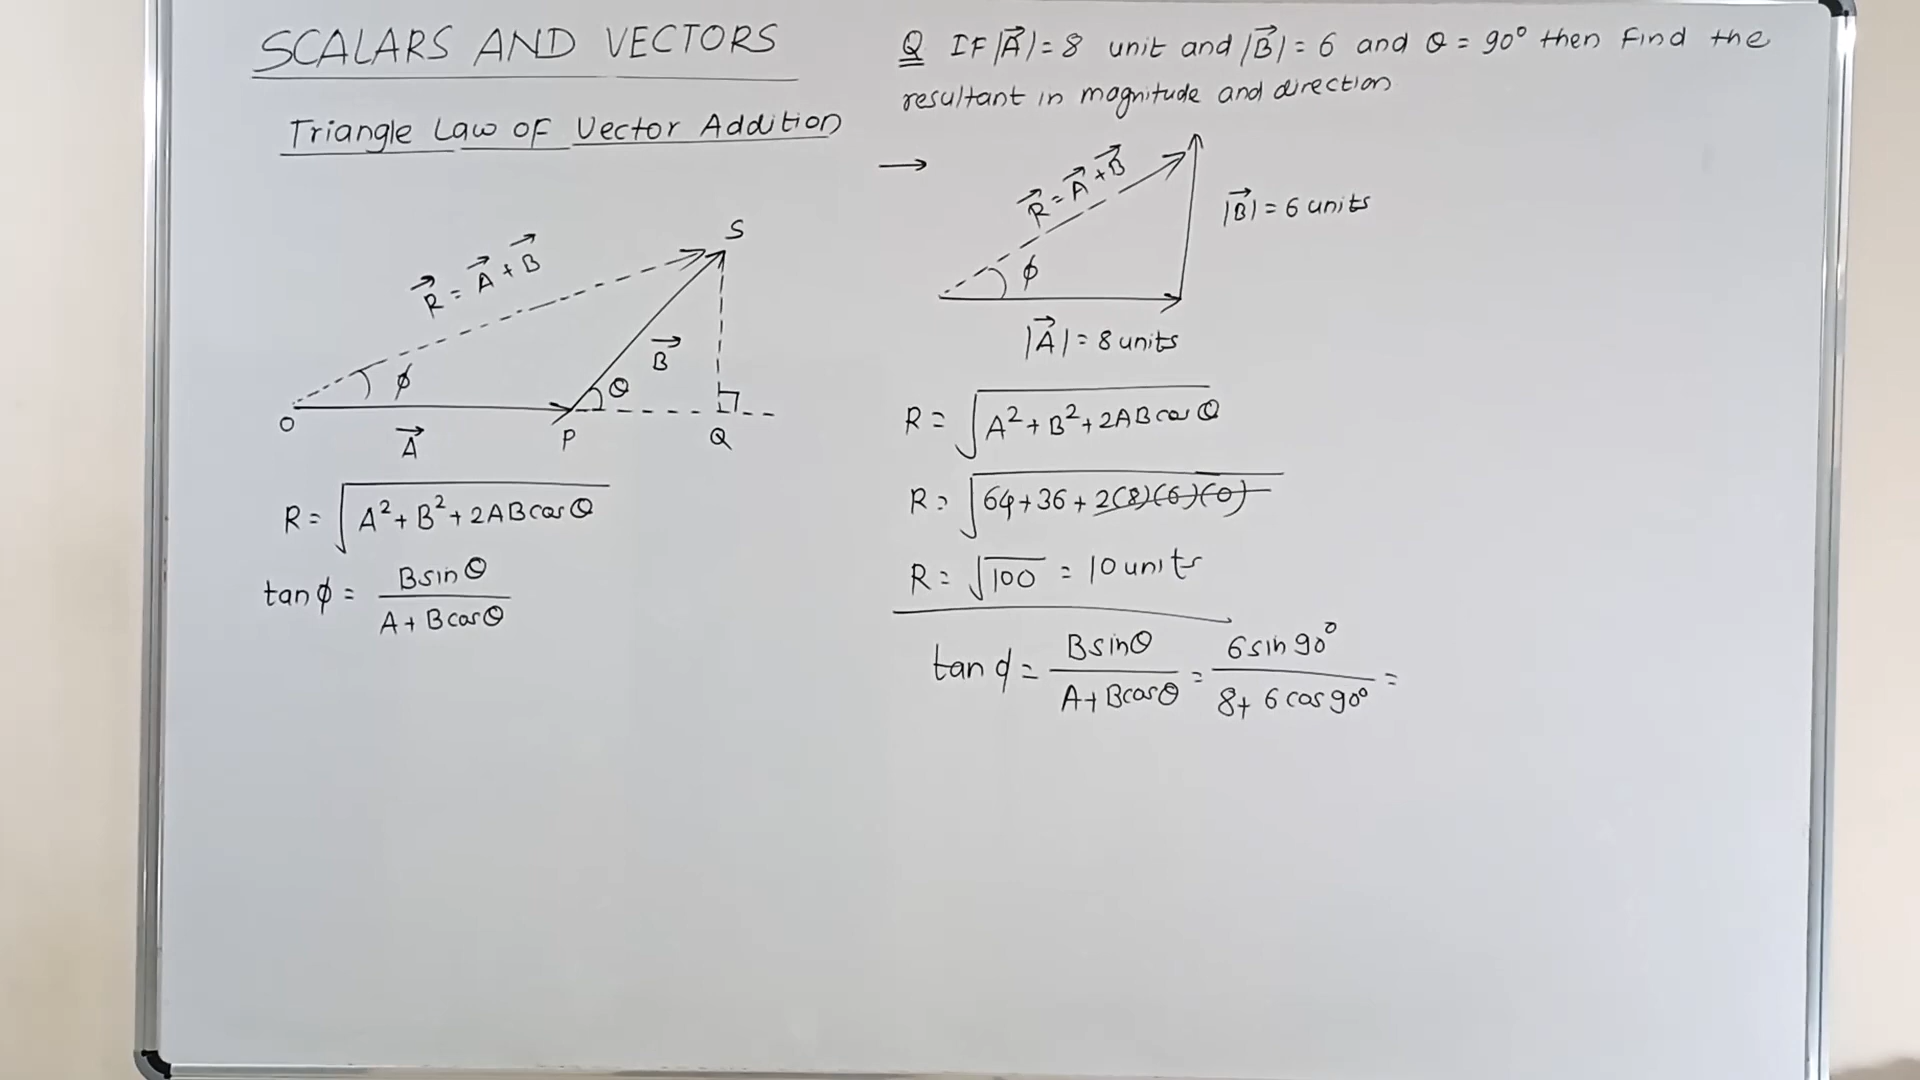 SCALARS AND VECTORS
Triangle Law OF Vector Addition
S
R⃗ = A⃗ + B⃗
B⃗
ϕ
θ
O
A⃗
P
Q
R = √(A² + B² + 2ABcosθ)
tanϕ = Bsinθ / (A + Bcosθ)
Q IF |A⃗| = 8 unit and |B⃗| = 6 and θ = 90° then Find the
resultant in magnitude and direction
→
R⃗ = A⃗ + B⃗
|B⃗| = 6 units
ϕ
|A⃗| = 8 units
R = √(A² + B² + 2ABcosθ)
R = √(64 + 36 + 2(8)(6)(0))
R = √100 = 10 units
tan ϕ = Bsinθ / (A + Bcosθ) = 6 sin 90° / (8 + 6 cos 90°) =